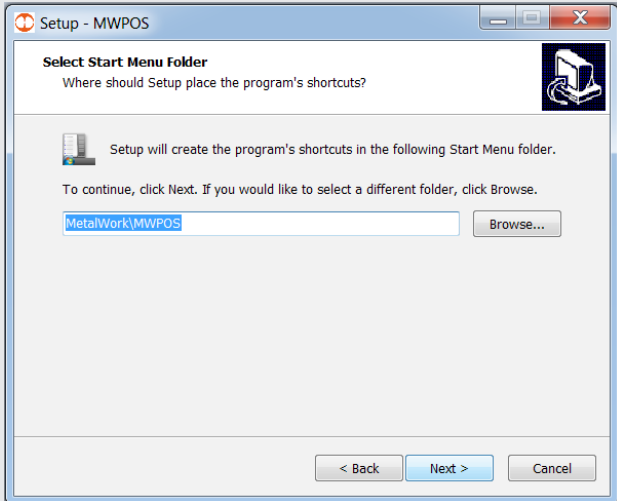 Setup - MWPOS
Select Start Menu Folder
Where should Setup place the program's shortcuts?
Setup will create the program's shortcuts in the following Start Menu folder.
To continue, click Next. If you would like to select a different folder, click Browse.
MetalWork\MWPOS
Browse...
< Back
Next >
Cancel